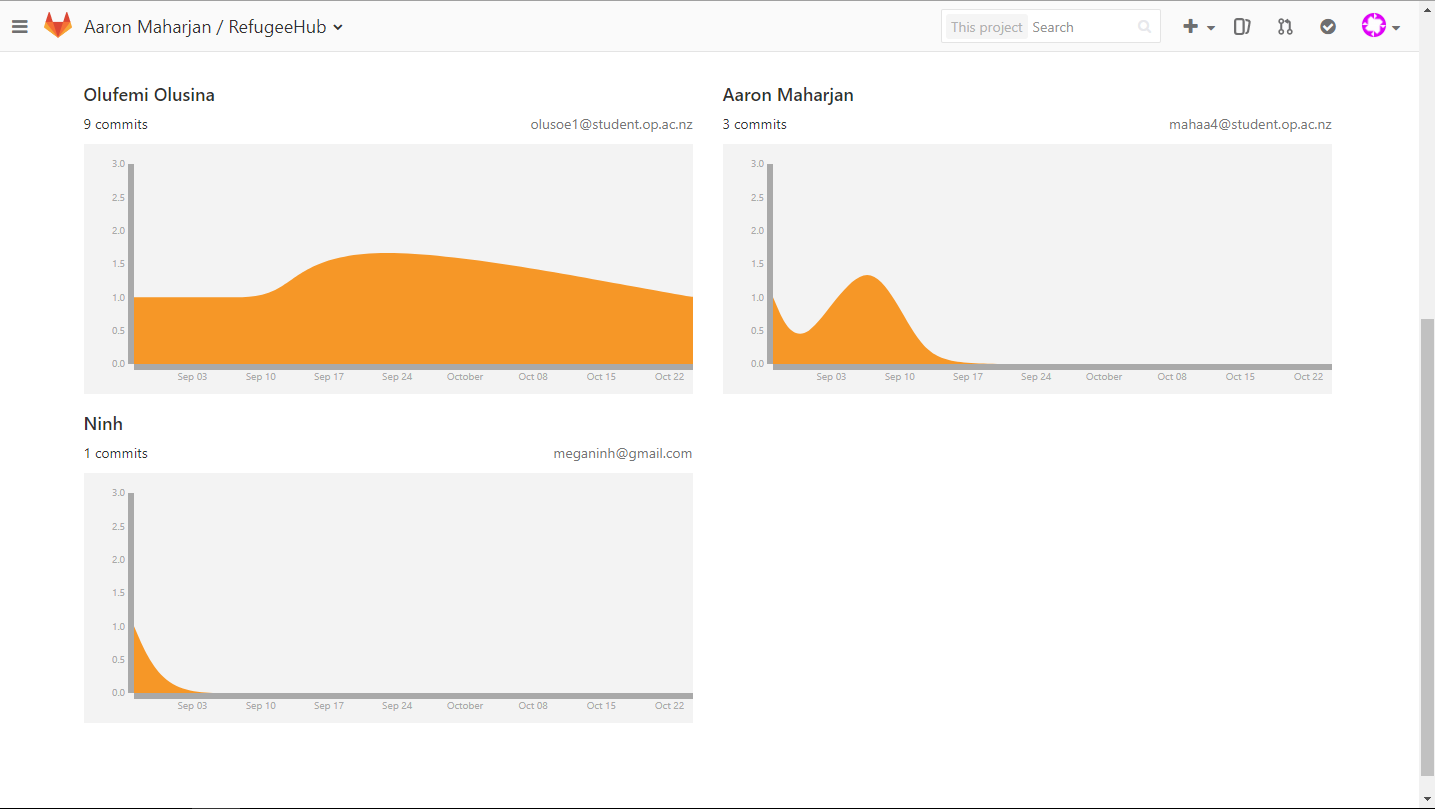 Aaron Maharjan / RefugeeHub
This project Search
Olufemi Olusina
9 commits olusoe1@student.op.ac.nz
3.0
2.5
2.0
1.5
1.0
0.5
0.0
Sep 03 Sep 10 Sep 17 Sep 24 October Oct 08 Oct 15 Oct 22
Aaron Maharjan
3 commits mahaa4@student.op.ac.nz
3.0
2.5
2.0
1.5
1.0
0.5
0.0
Sep 03 Sep 10 Sep 17 Sep 24 October Oct 08 Oct 15 Oct 22
Ninh
1 commits meganinh@gmail.com
3.0
2.5
2.0
1.5
1.0
0.5
0.0
Sep 03 Sep 10 Sep 17 Sep 24 October Oct 08 Oct 15 Oct 22